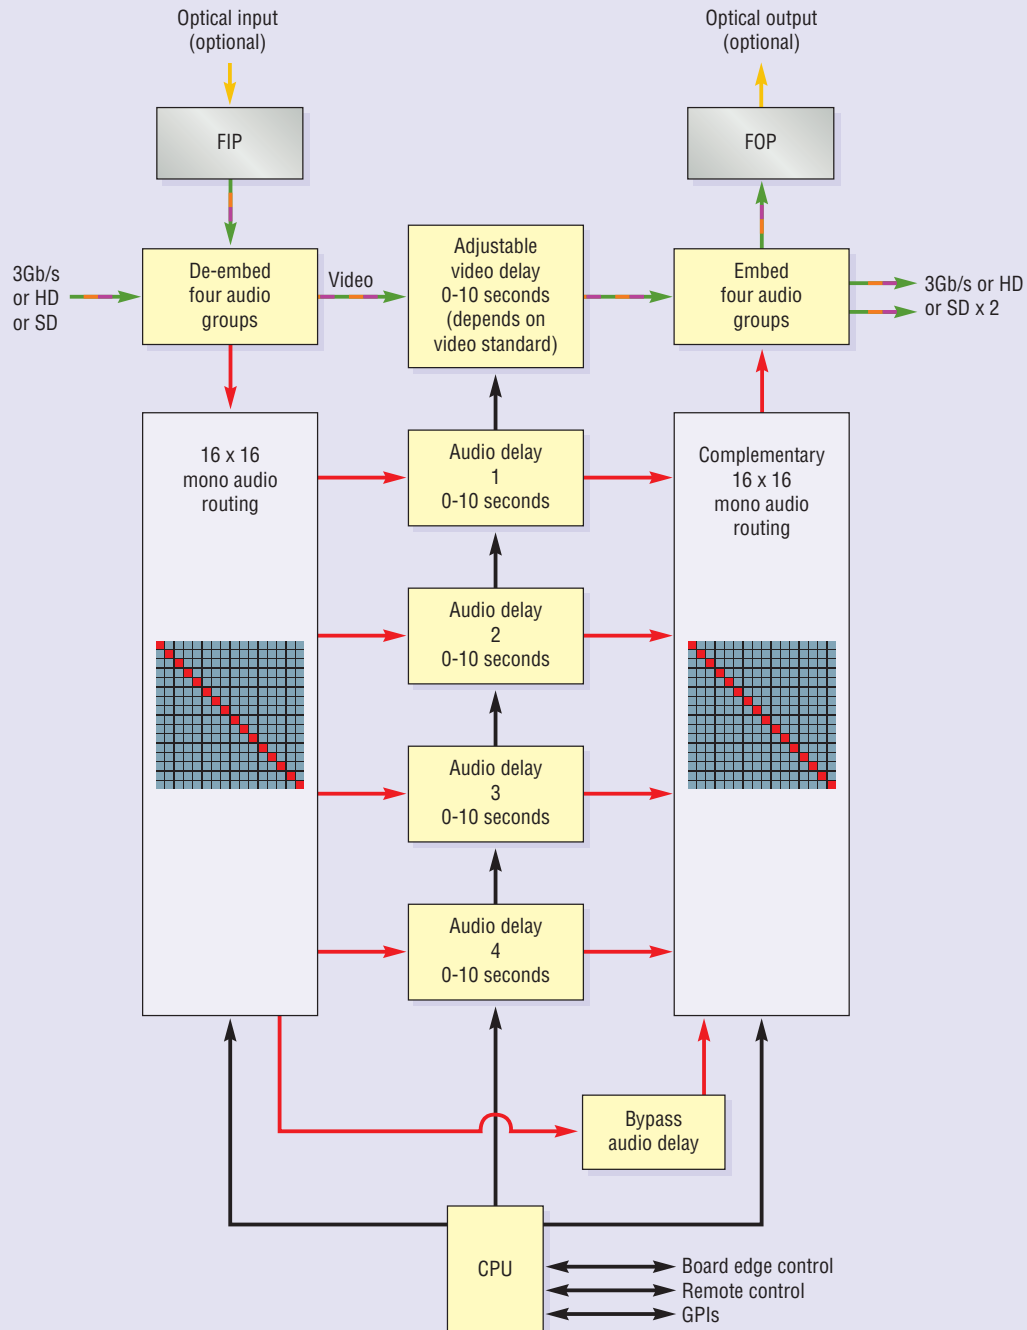 Optical input
(optional)
Optical output
(optional)
FIP
FOP
3Gb/s
or HD
or SD
De-embed
four audio
groups
Video
Adjustable
video delay
0-10 seconds
(depends on
video standard)
Embed
four audio
groups
3Gb/s or HD
or SD x 2
16 x 16
mono audio
routing
Audio delay
1
0-10 seconds
Complementary
16 x 16
mono audio
routing
Audio delay
2
0-10 seconds
Audio delay
3
0-10 seconds
Audio delay
4
0-10 seconds
Bypass
audio delay
CPU
Board edge control
Remote control
GPIs